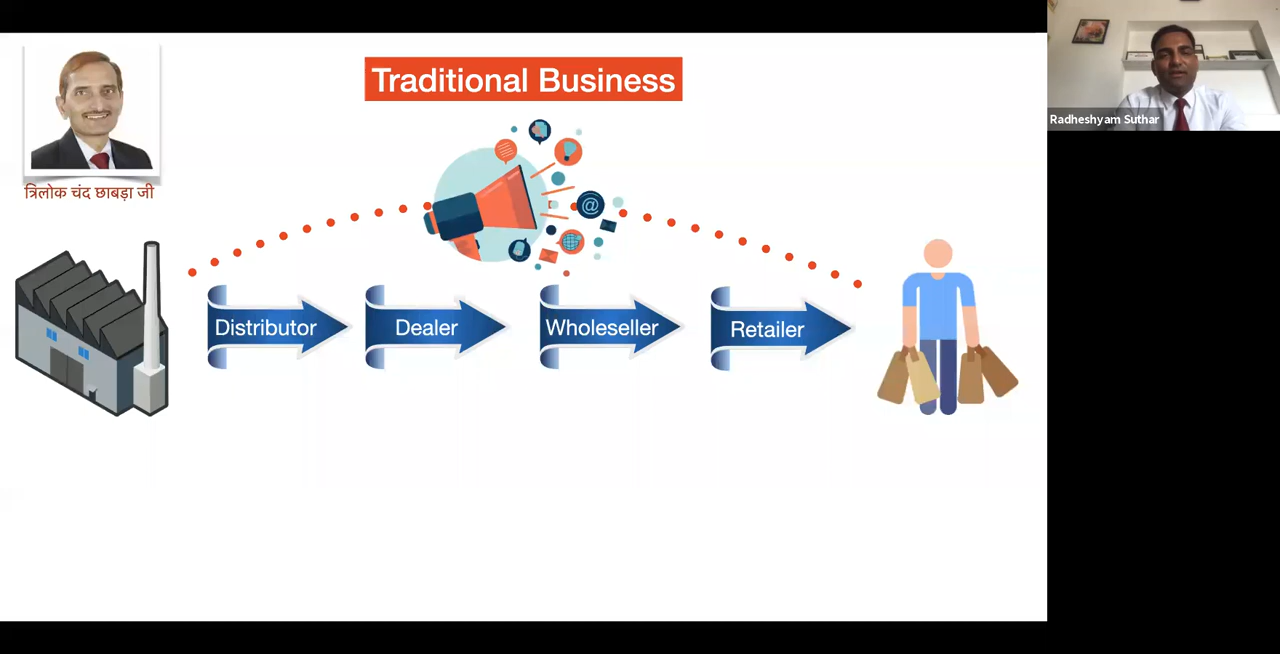 Traditional Business
Radheshyam Suthar
त्रिलोक चंद छाबड़ा जी
@
Distributor
Dealer
Wholeseller
Retailer